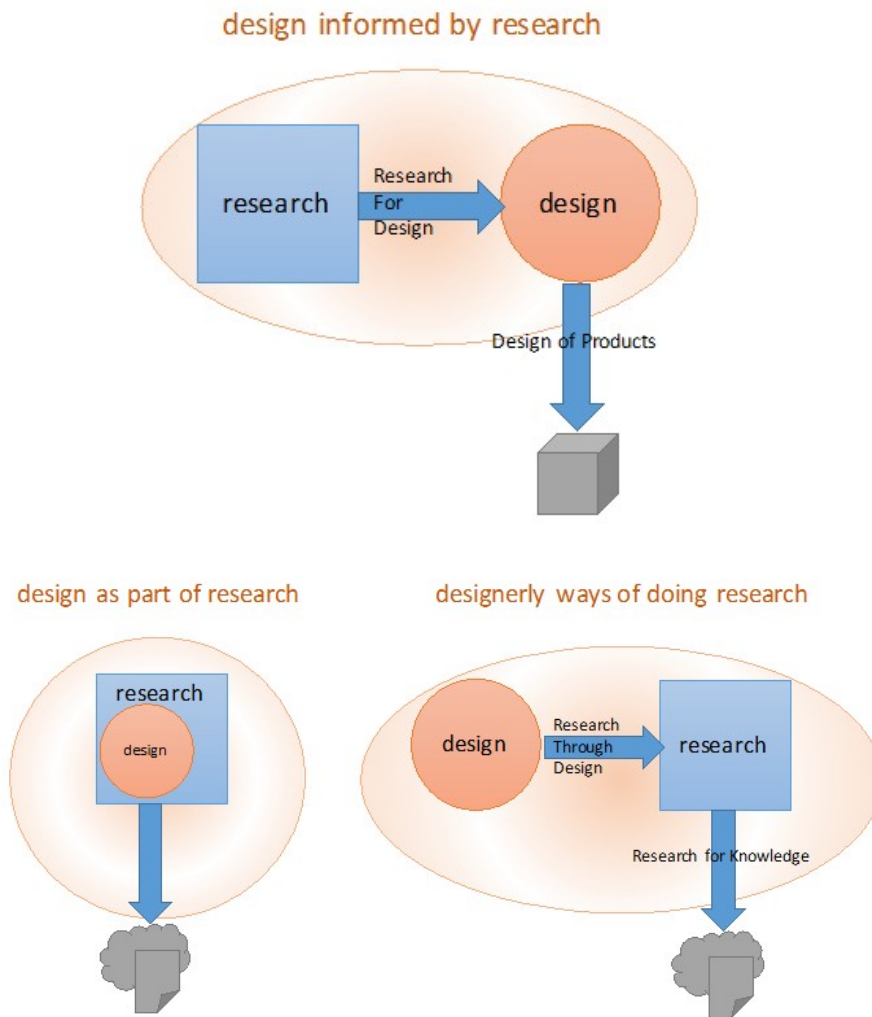 design informed by research
research
Research
For
Design
design
Design of Products
design as part of research
research
design
designerly ways of doing research
design
Research
Through
Design
research
Research for Knowledge